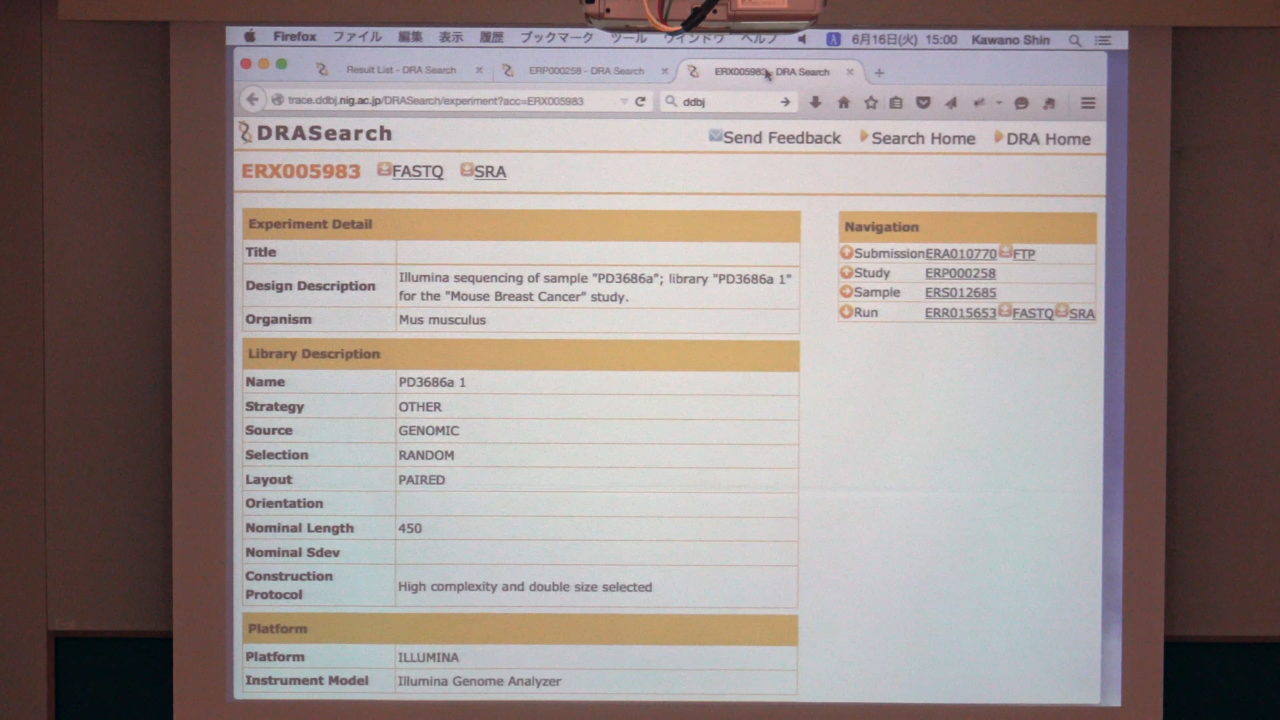 Firefox ファイル 編集 表示 履歴 ブックマーク ツール ウインドウ ヘルプ A 6月16日(火) 15:00 Kawano Shin
Result List - DRA Search × ERP000258 - DRA Search × ERX005983 - DRA Search × +
trace.ddbj.nig.ac.jp/DRASearch/experiment?acc=ERX005983 ddbj
DRASearch Send Feedback Search Home DRA Home
ERX005983 FASTQ SRA
Experiment Detail
Title
Design Description Illumina sequencing of sample "PD3686a"; library "PD3686a 1"
for the "Mouse Breast Cancer" study.
Organism Mus musculus
Library Description
Name PD3686a 1
Strategy OTHER
Source GENOMIC
Selection RANDOM
Layout PAIRED
Orientation
Nominal Length 450
Nominal Sdev
Construction
Protocol High complexity and double size selected
Platform
Platform ILLUMINA
Instrument Model Illumina Genome Analyzer
Navigation
Submission ERA010770 FTP
Study ERP000258
Sample ERS012685
Run ERR015653 FASTQ SRA